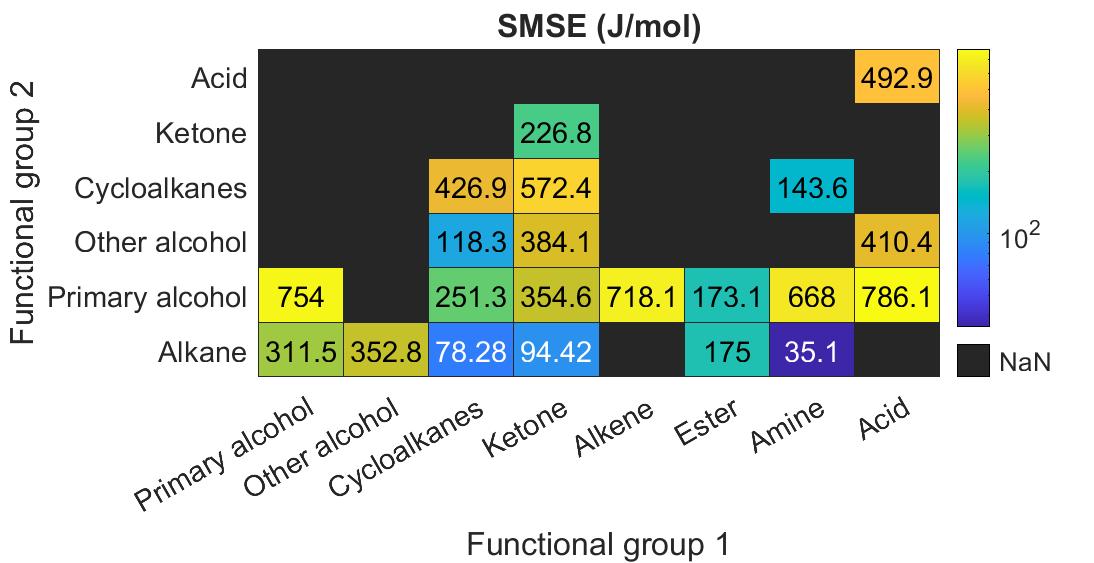 SMSE (J/mol)
Functional group 2
Acid 492.9
Ketone 226.8
Cycloalkanes 426.9 572.4 143.6
Other alcohol 118.3 384.1 410.4
Primary alcohol 754 251.3 354.6 718.1 173.1 668 786.1
Alkane 311.5 352.8 78.28 94.42 175 35.1
Primary alcohol Other alcohol Cycloalkanes Ketone Alkene Ester Amine Acid
Functional group 1
10²
NaN